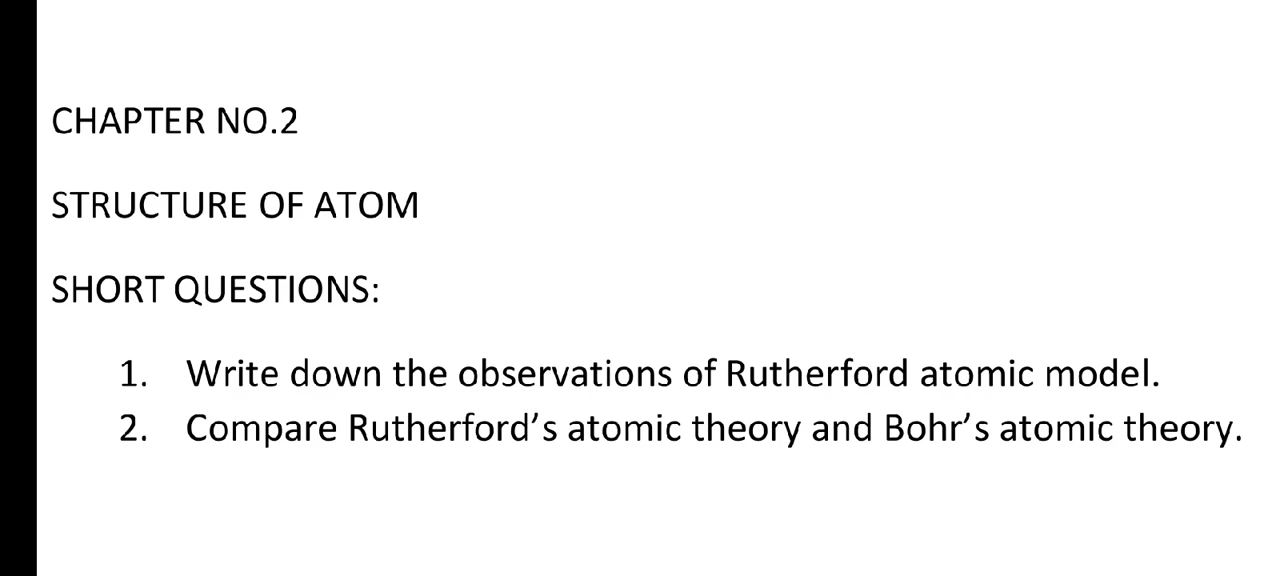 CHAPTER NO.2
STRUCTURE OF ATOM
SHORT QUESTIONS:
1. Write down the observations of Rutherford atomic model.
2. Compare Rutherford’s atomic theory and Bohr’s atomic theory.